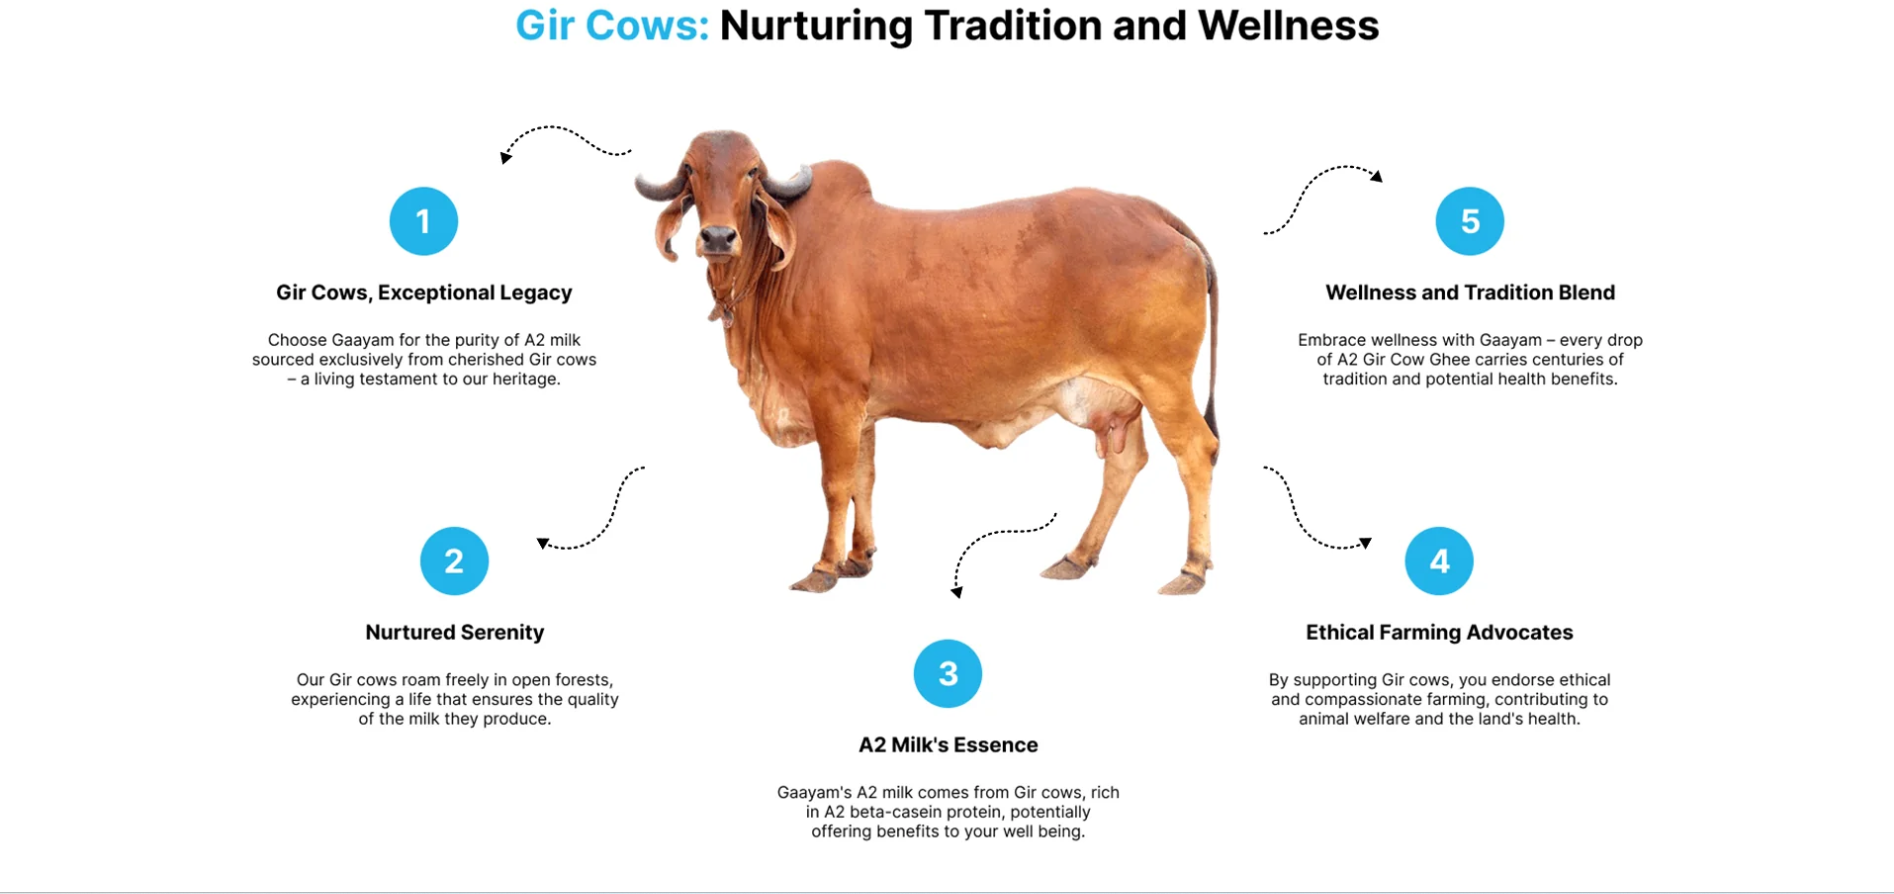 Gir Cows: Nurturing Tradition and Wellness
1
Gir Cows, Exceptional Legacy
Choose Gaayam for the purity of A2 milk
sourced exclusively from cherished Gir cows
– a living testament to our heritage.
2
Nurtured Serenity
Our Gir cows roam freely in open forests,
experiencing a life that ensures the quality
of the milk they produce.
3
A2 Milk's Essence
Gaayam's A2 milk comes from Gir cows, rich
in A2 beta-casein protein, potentially
offering benefits to your well being.
4
Ethical Farming Advocates
By supporting Gir cows, you endorse ethical
and compassionate farming, contributing to
animal welfare and the land's health.
5
Wellness and Tradition Blend
Embrace wellness with Gaayam – every drop
of A2 Gir Cow Ghee carries centuries of
tradition and potential health benefits.